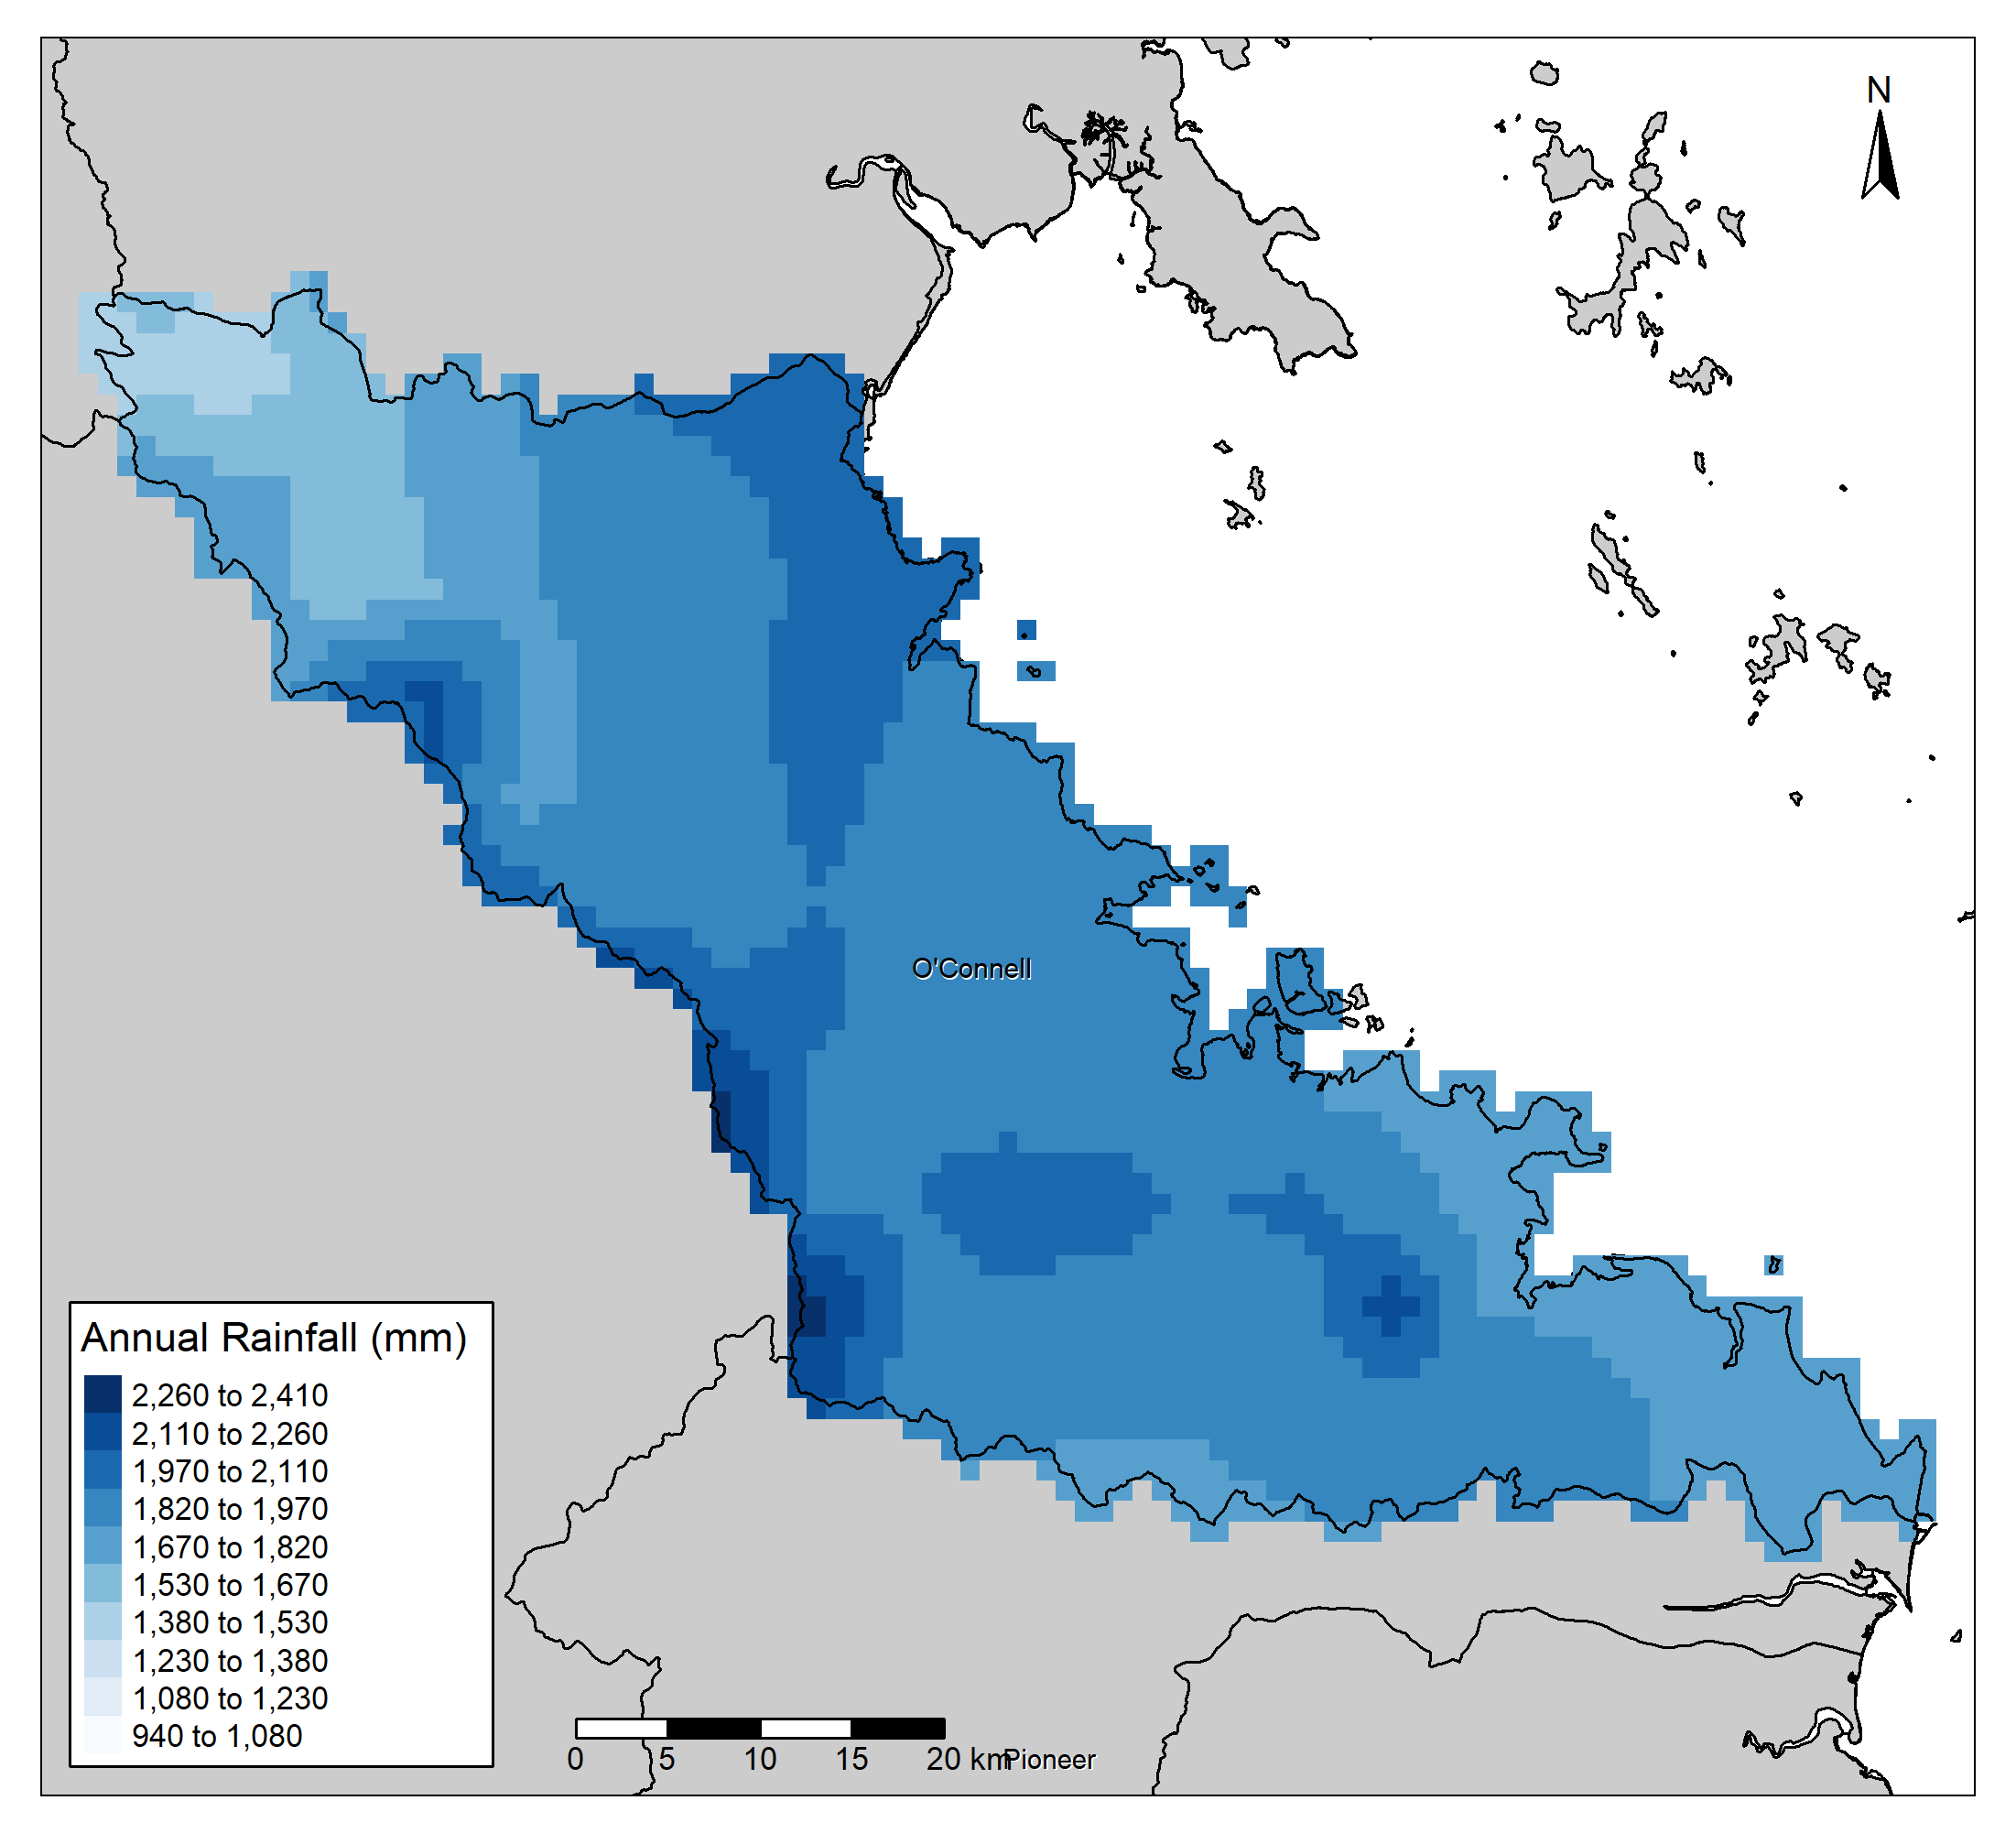 N
O'Connell
Annual Rainfall (mm)
2,260 to 2,410
2,110 to 2,260
1,970 to 2,110
1,820 to 1,970
1,670 to 1,820
1,530 to 1,670
1,380 to 1,530
1,230 to 1,380
1,080 to 1,230
940 to 1,080
0 5 10 15 20 km
Pioneer